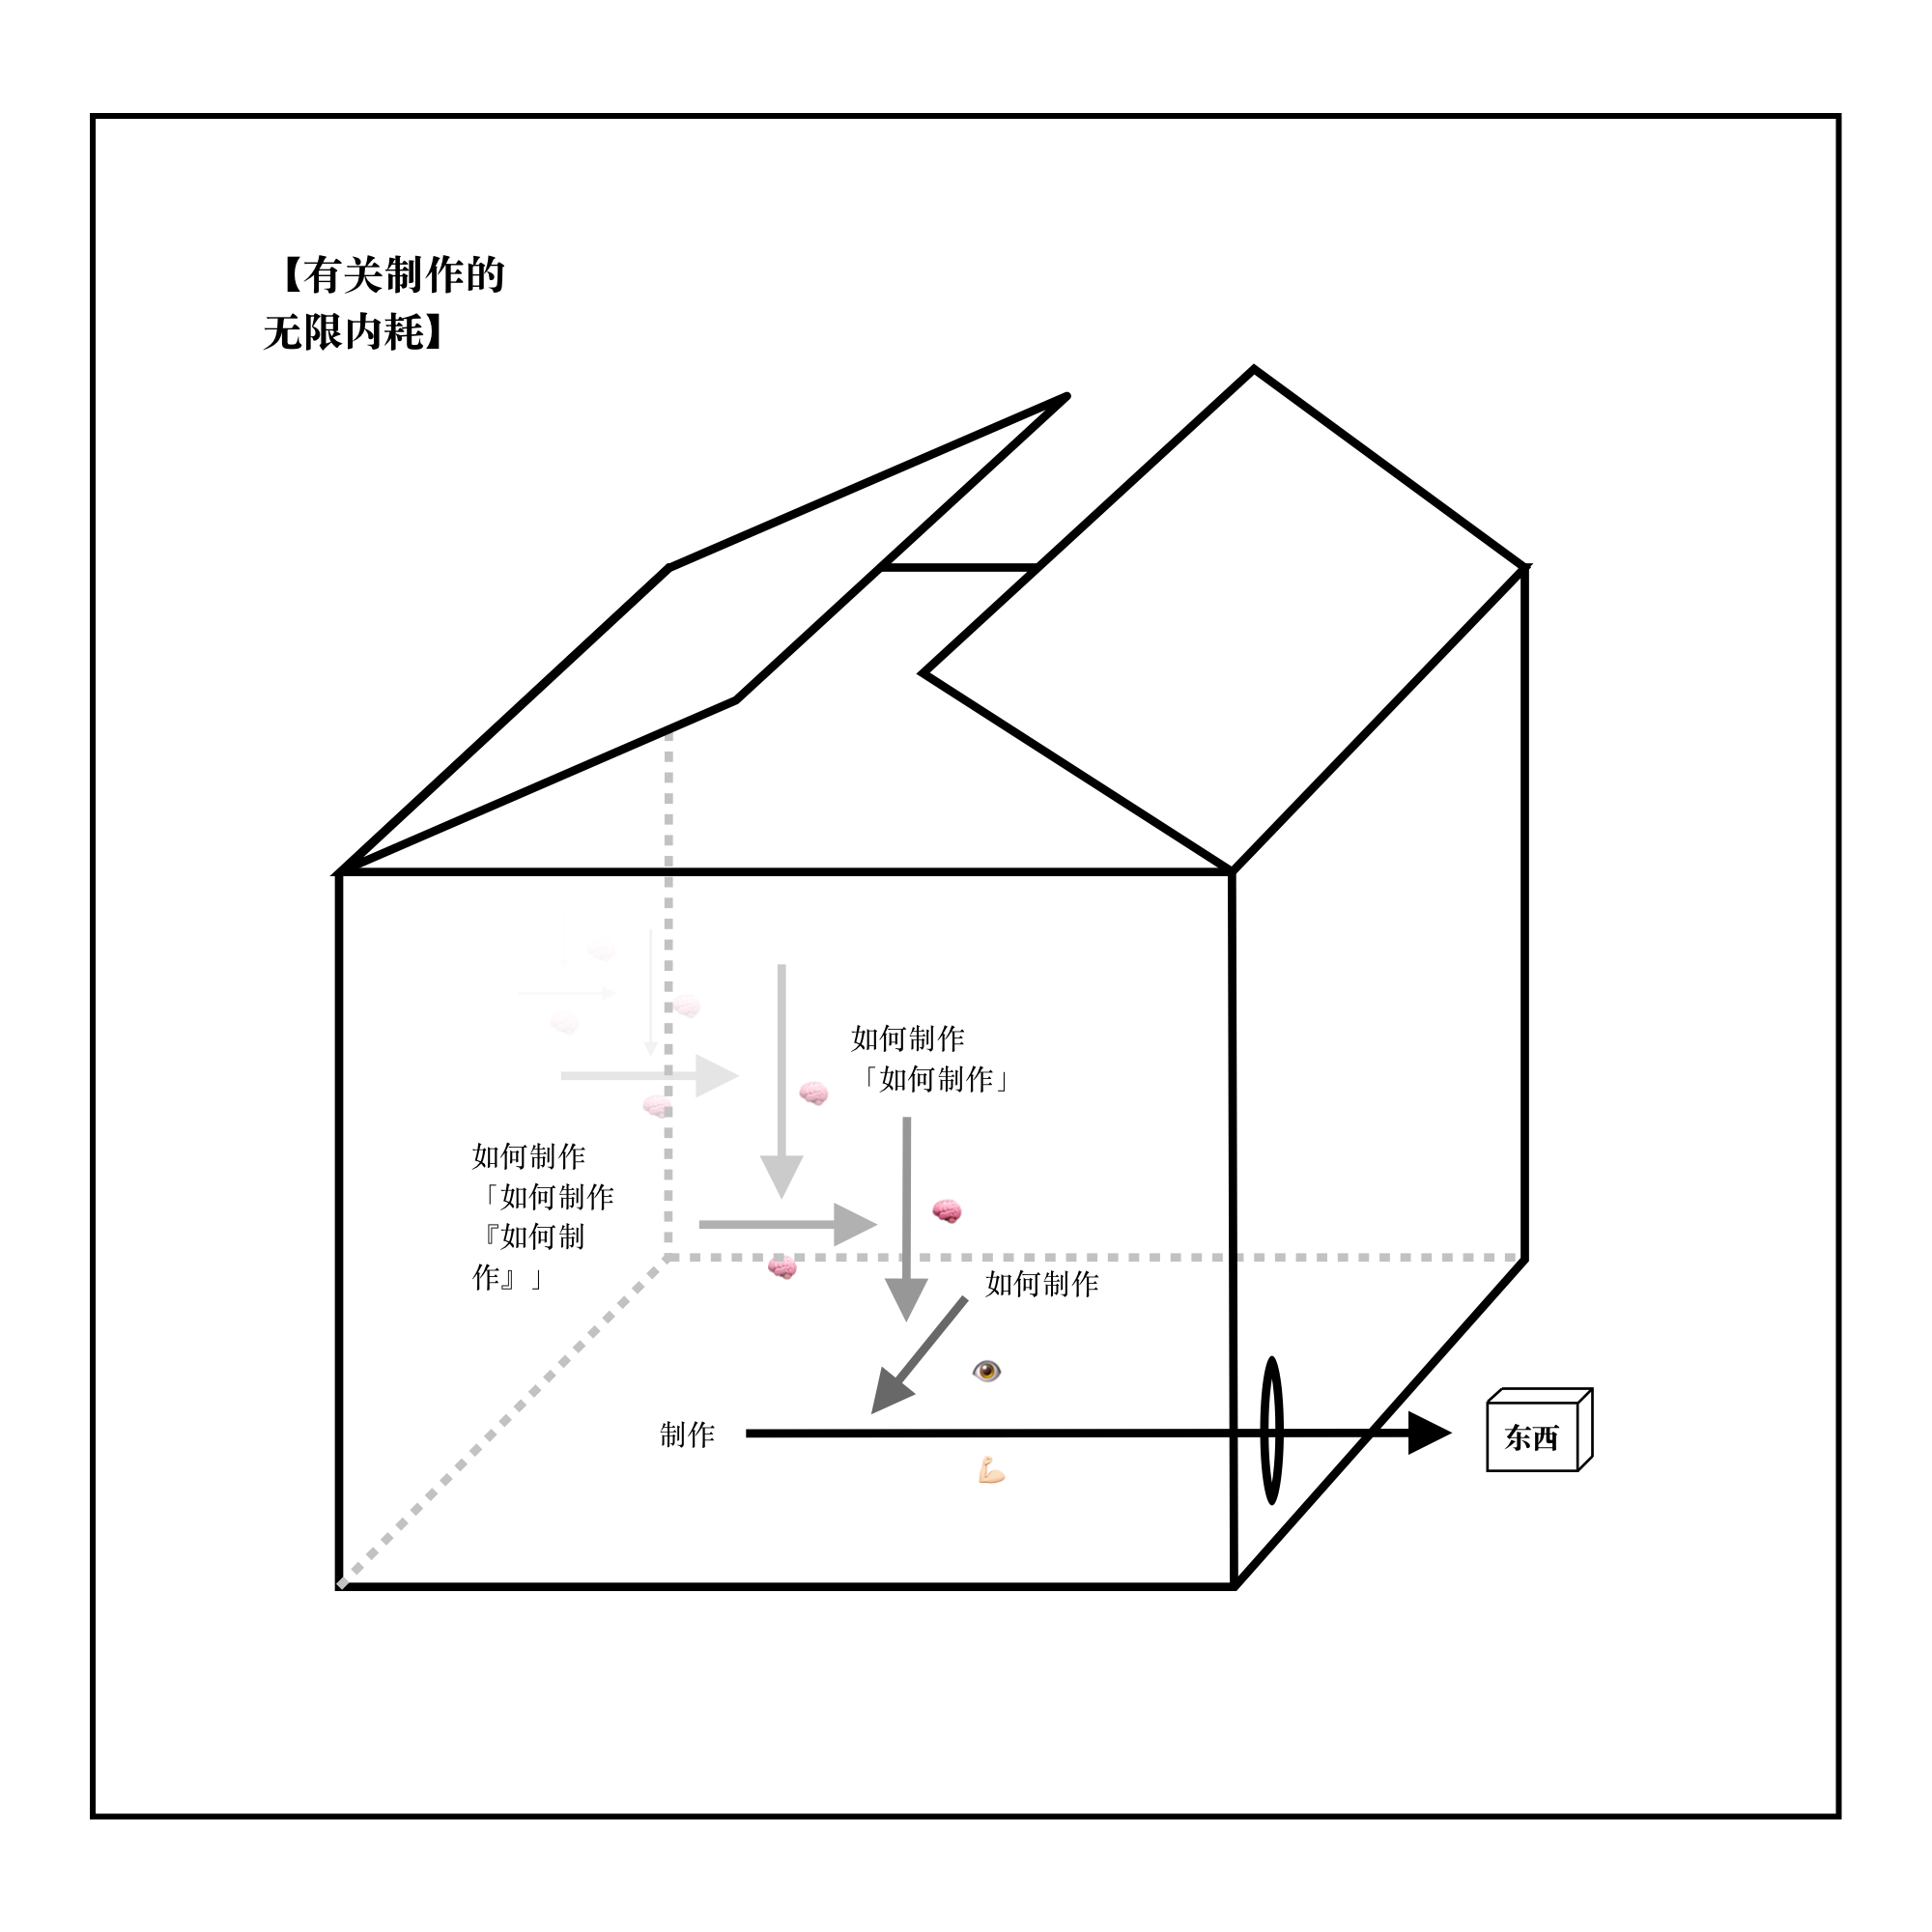 【有关制作的
无限内耗】
如何制作
「如何制作」
如何制作
「如何制作
『如何制
作』」
如何制作
制作
东西